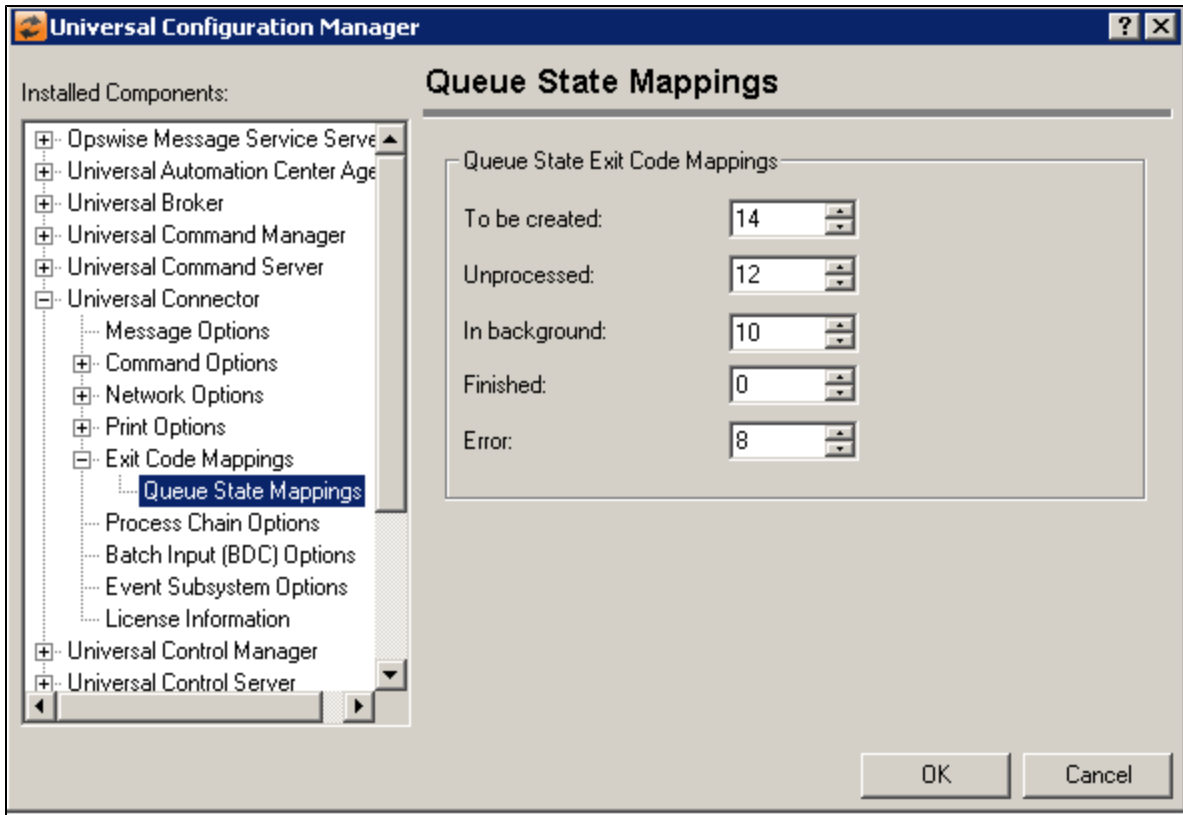 Universal Configuration Manager
Installed Components:
Opswise Message Service Serve
Universal Automation Center Age
Universal Broker
Universal Command Manager
Universal Command Server
Universal Connector
Message Options
Command Options
Network Options
Print Options
Exit Code Mappings
Queue State Mappings
Process Chain Options
Batch Input (BDC) Options
Event Subsystem Options
License Information
Universal Control Manager
Universal Control Server
Queue State Mappings
Queue State Exit Code Mappings
To be created: 14
Unprocessed: 12
In background: 10
Finished: 0
Error: 8
OK Cancel